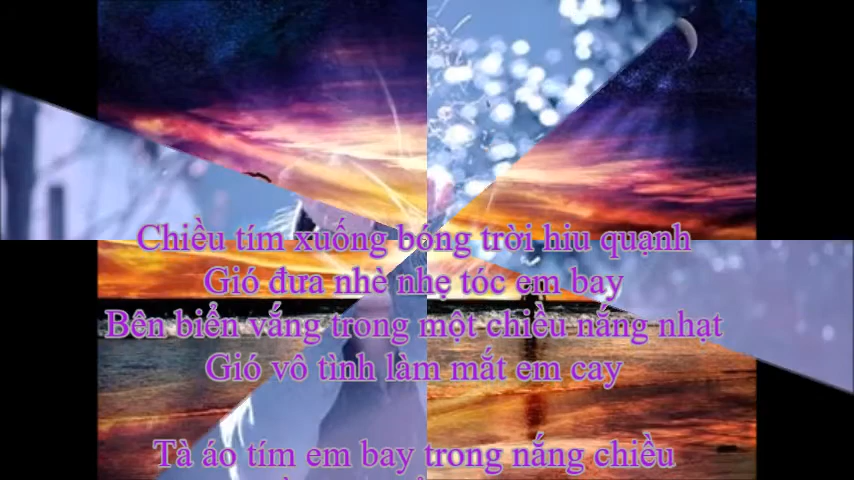 Chiều tím xuống bóng trời hiu quạnh
Gió đưa nhè nhẹ tóc em bay
Bên biển vắng trong một chiều nắng nhạt
Gió vô tình làm mắt em cay
Tà áo tím em bay trong nắng chiều